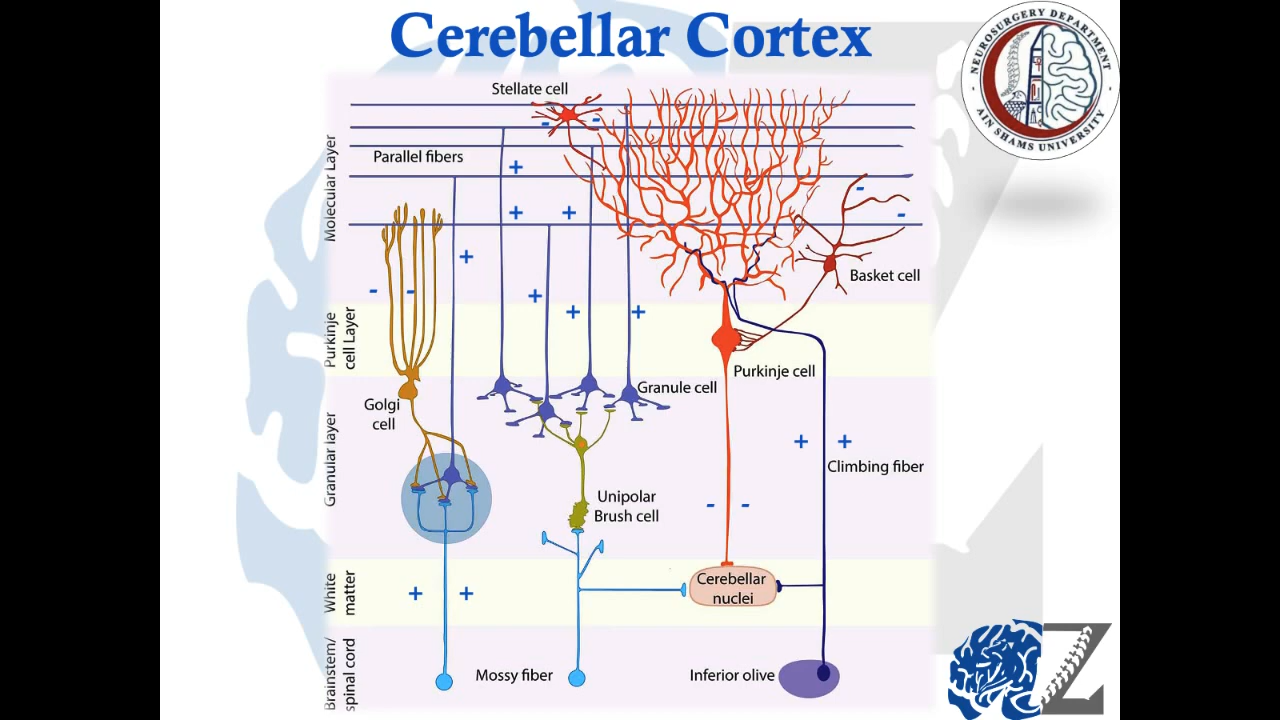 Cerebellar Cortex
NEUROSURGERY DEPARTMENT
AIN SHAMS UNIVERSITY
Stellate cell
Parallel fibers
Molecular Layer
Basket cell
Purkinje
cell Layer
Purkinje cell
Granule cell
Golgi
cell
Granular layer
Climbing fiber
Unipolar
Brush cell
White
matter
Cerebellar
nuclei
Brainstem/
spinal cord
Mossy fiber
Inferior olive
Z